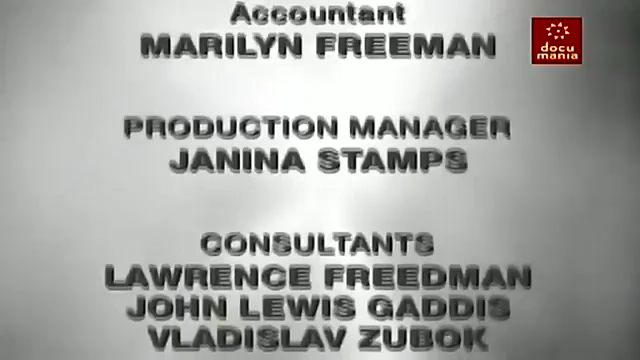 Accountant
MARILYN FREEMAN
docu
mania
PRODUCTION MANAGER
JANINA STAMPS
CONSULTANTS
LAWRENCE FREEDMAN
JOHN LEWIS GADDIS
VLADISLAV ZUBOK